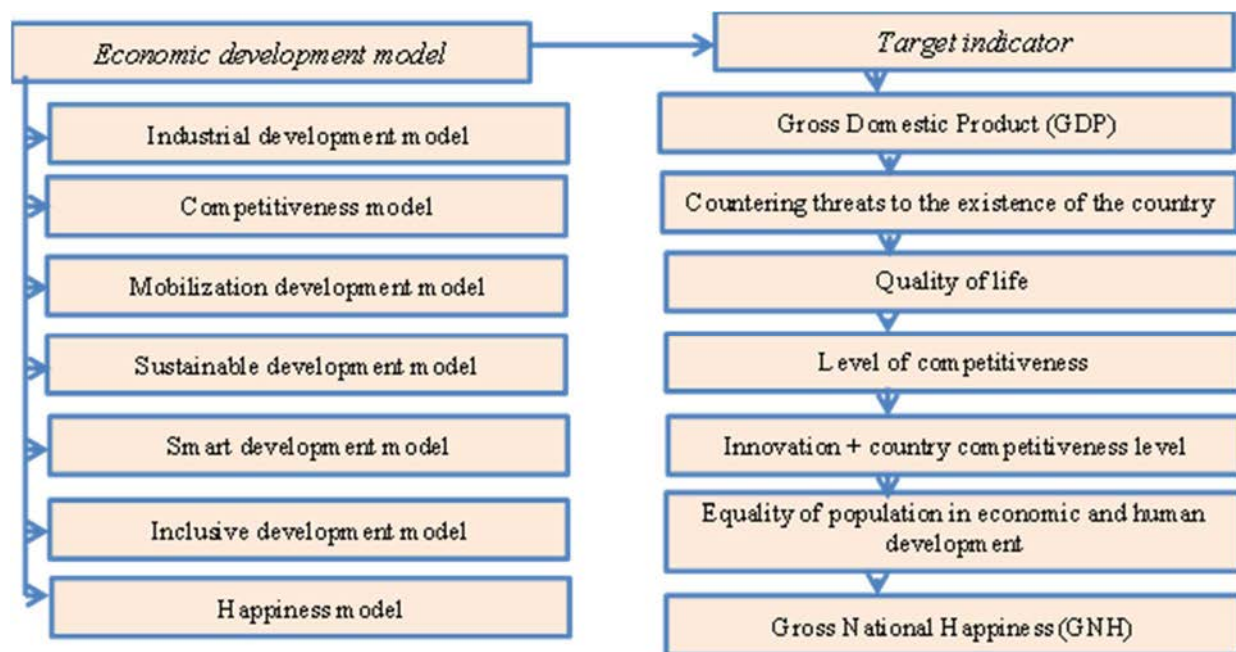 Economic development model
Industrial development model
Competitiveness model
Mobilization development model
Sustainable development model
Smart development model
Inclusive development model
Happiness model
Target indicator
Gross Domestic Product (GDP)
Countering threats to the existence of the country
Quality of life
Level of competitiveness
Innovation + country competitiveness level
Equality of population in economic and human
development
Gross National Happiness (GNH)